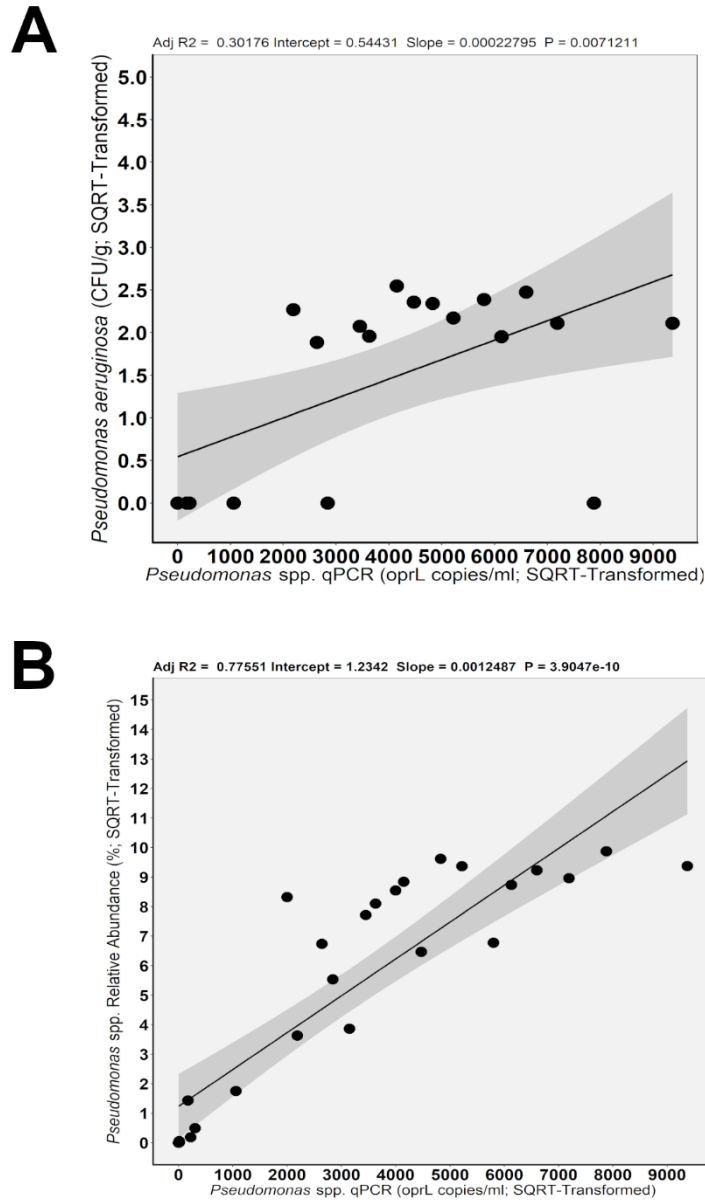 A
Adj R2 = 0.30176 Intercept = 0.54431 Slope = 0.00022795 P = 0.0071211
Pseudomonas aeruginosa (CFU/g; SQRT-Transformed)
5.0
4.5
4.0
3.5
3.0
2.5
2.0
1.5
1.0
0.5
0.0
0 1000 2000 3000 4000 5000 6000 7000 8000 9000
Pseudomonas spp. qPCR (oprL copies/ml; SQRT-Transformed)
B
Adj R2 = 0.77551 Intercept = 1.2342 Slope = 0.0012487 P = 3.9047e-10
Pseudomonas spp. Relative Abundance (%; SQRT-Transformed)
15
14
13
12
11
10
9
8
7
6
5
4
3
2
1
0
0 1000 2000 3000 4000 5000 6000 7000 8000 9000
Pseudomonas spp. qPCR (oprL copies/ml; SQRT-Transformed)